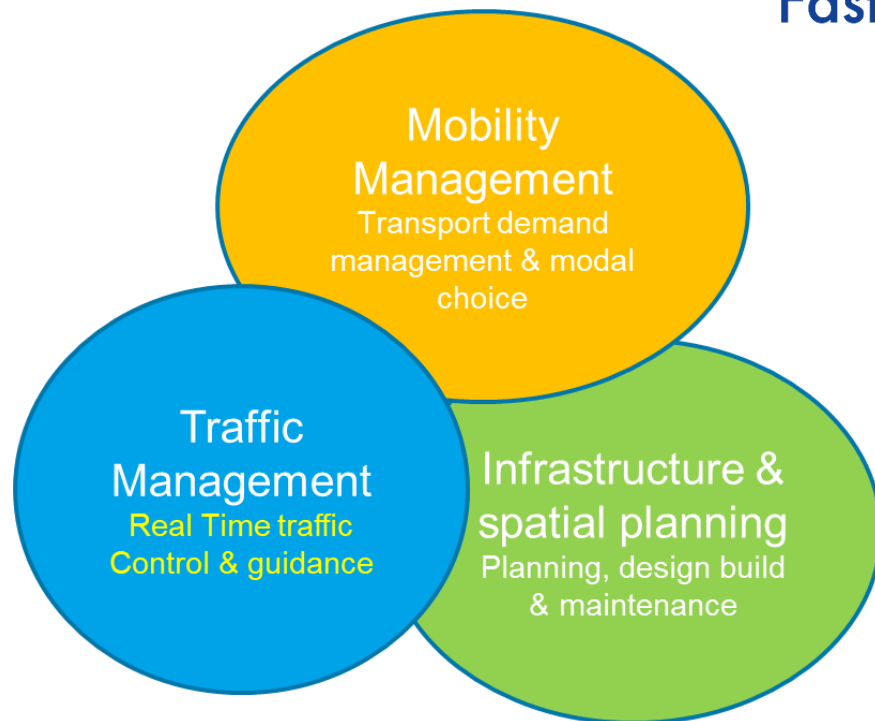 Fast
Mobility
Management
Transport demand
management & modal
choice
Traffic
Management
Real Time traffic
Control & guidance
Infrastructure &
spatial planning
Planning, design build
& maintenance